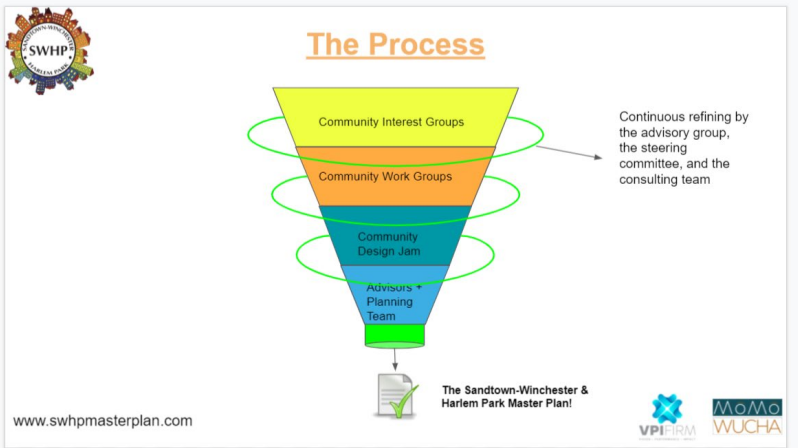 SANDTOWN-WINCHESTER
SWHP
HARLEM PARK
The Process
Community Interest Groups
Continuous refining by
the advisory group,
the steering
committee, and the
consulting team
Community Work Groups
Community
Design Jam
Advisors +
Planning
Team
The Sandtown-Winchester &
Harlem Park Master Plan!
www.swhpmasterplan.com
VPIFIRM
MOMO
WUCHA